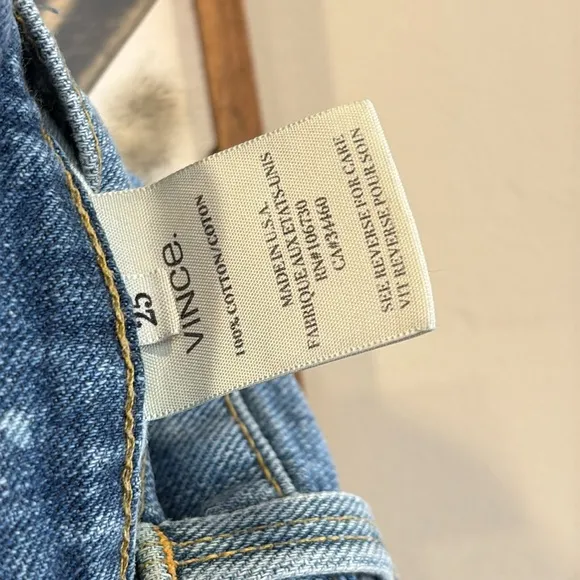 25
VINCE.
100% COTTON/COTTON
MADE IN U.S.A.
FABRIQUE AUX ETATS-UNIS
RN#106730
CA#34460
SEE REVERSE FOR CARE
VIT REVERSE POUR SOIN